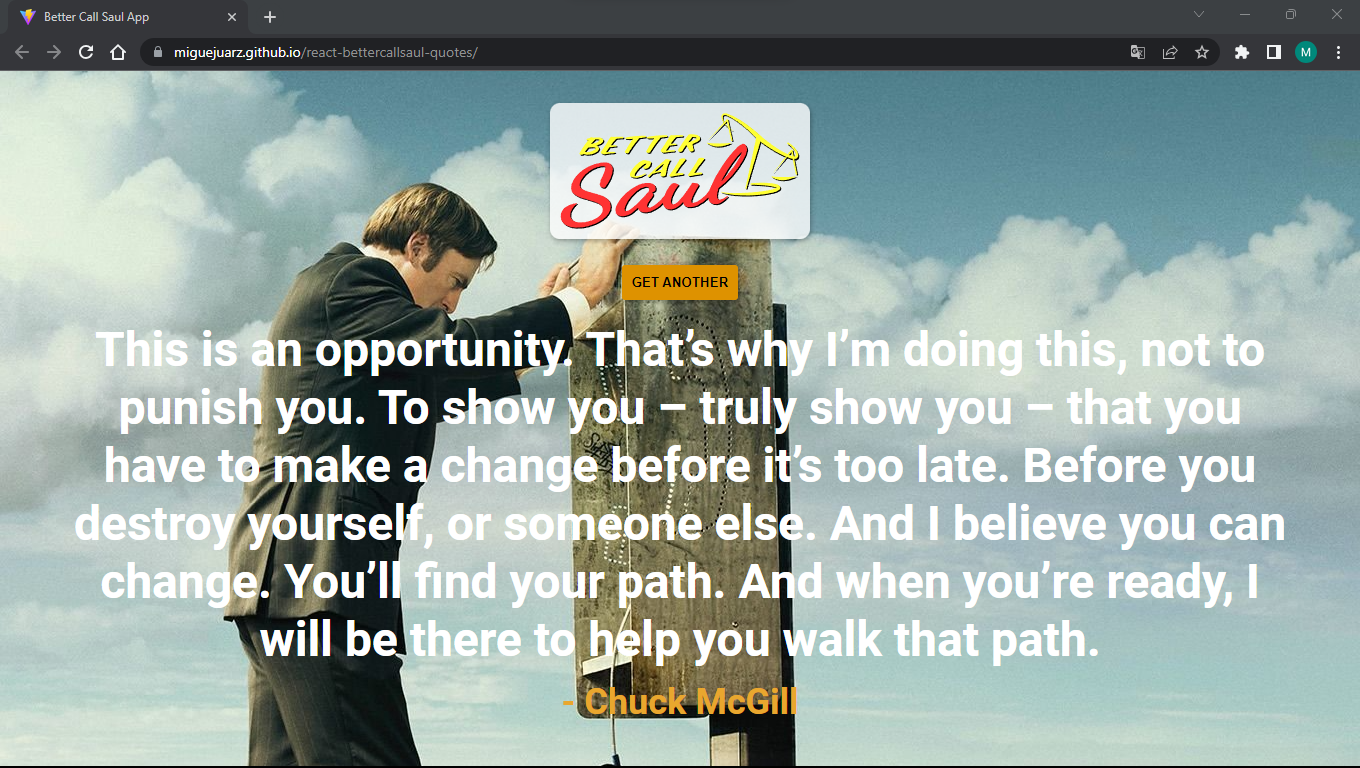 Better Call Saul App
miguejuarz.github.io/react-bettercallsaul-quotes/
M
BETTER
CALL
Saul
GET ANOTHER
This is an opportunity. That’s why I’m doing this, not to
punish you. To show you – truly show you – that you
have to make a change before it’s too late. Before you
destroy yourself, or someone else. And I believe you can
change. You’ll find your path. And when you’re ready, I
will be there to help you walk that path.
- Chuck McGill